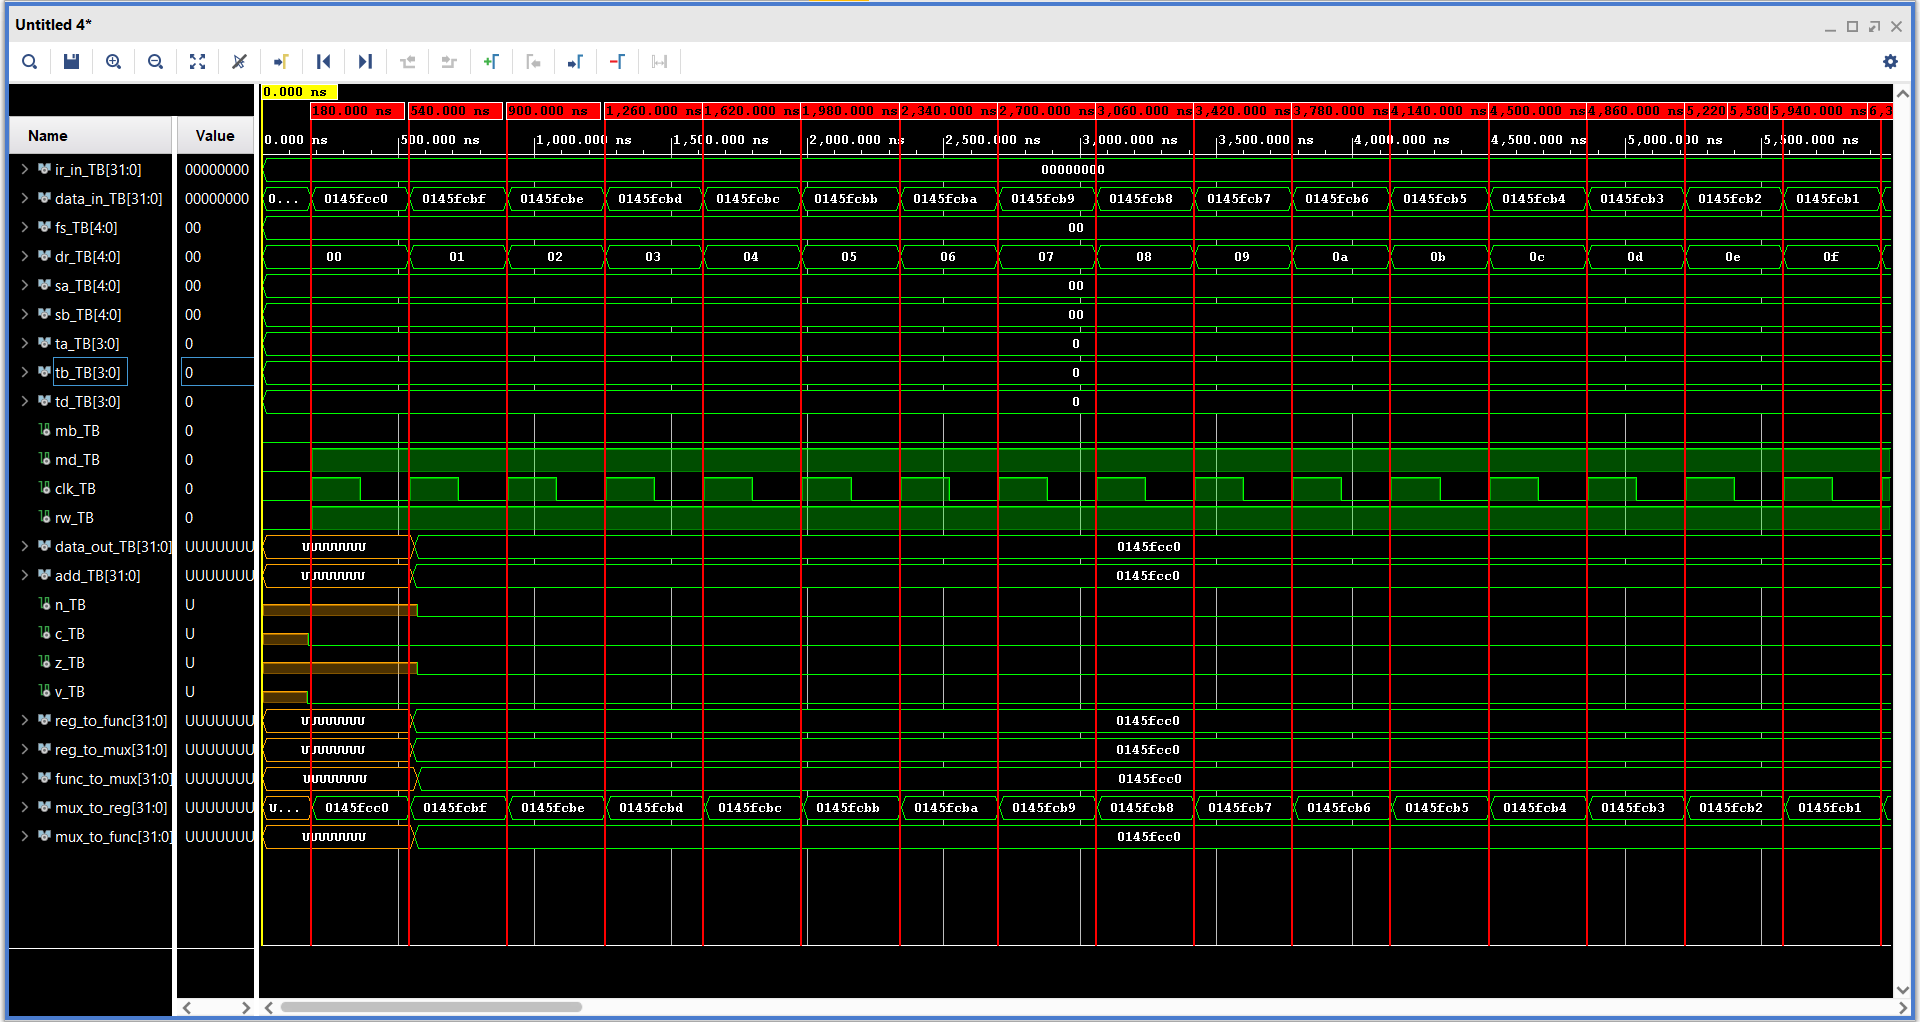 Untitled 4*
0.000 ns
180.000 ns 540.000 ns 900.000 ns 1,260.000 ns 1,620.000 ns 1,980.000 ns 2,340.000 ns 2,700.000 ns 3,060.000 ns 3,420.000 ns 3,780.000 ns 4,140.000 ns 4,500.000 ns 4,860.000 ns 5,220 5,580 5,940.000 ns 6,3
Name Value 0.000 ns 500.000 ns 1,000.000 ns 1,500.000 ns 2,000.000 ns 2,500.000 ns 3,000.000 ns 3,500.000 ns 4,000.000 ns 4,500.000 ns 5,000.000 ns 5,500.000 ns
ir_in_TB[31:0] 00000000 00000000
data_in_TB[31:0] 00000000 0... 0145fcc0 0145fcbf 0145fcbe 0145fcbd 0145fcbc 0145fcbb 0145fcba 0145fcb9 0145fcb8 0145fcb7 0145fcb6 0145fcb5 0145fcb4 0145fcb3 0145fcb2 0145fcb1
fs_TB[4:0] 00 00
dr_TB[4:0] 00 00 01 02 03 04 05 06 07 08 09 0a 0b 0c 0d 0e 0f
sa_TB[4:0] 00 00
sb_TB[4:0] 00 00
ta_TB[3:0] 0 0
tb_TB[3:0] 0 0
td_TB[3:0] 0 0
mb_TB 0
md_TB 0
clk_TB 0
rw_TB 0
data_out_TB[31:0] UUUUUUU UUUUUUUU 0145fcc0
add_TB[31:0] UUUUUUU UUUUUUUU 0145fcc0
n_TB U
c_TB U
z_TB U
v_TB U
reg_to_func[31:0] UUUUUUU UUUUUUUU 0145fcc0
reg_to_mux[31:0] UUUUUUU UUUUUUUU 0145fcc0
func_to_mux[31:0] UUUUUUU UUUUUUUU 0145fcc0
mux_to_reg[31:0] UUUUUUU U... 0145fcc0 0145fcbf 0145fcbe 0145fcbd 0145fcbc 0145fcbb 0145fcba 0145fcb9 0145fcb8 0145fcb7 0145fcb6 0145fcb5 0145fcb4 0145fcb3 0145fcb2 0145fcb1
mux_to_func[31:0] UUUUUUU UUUUUUUU 0145fcc0